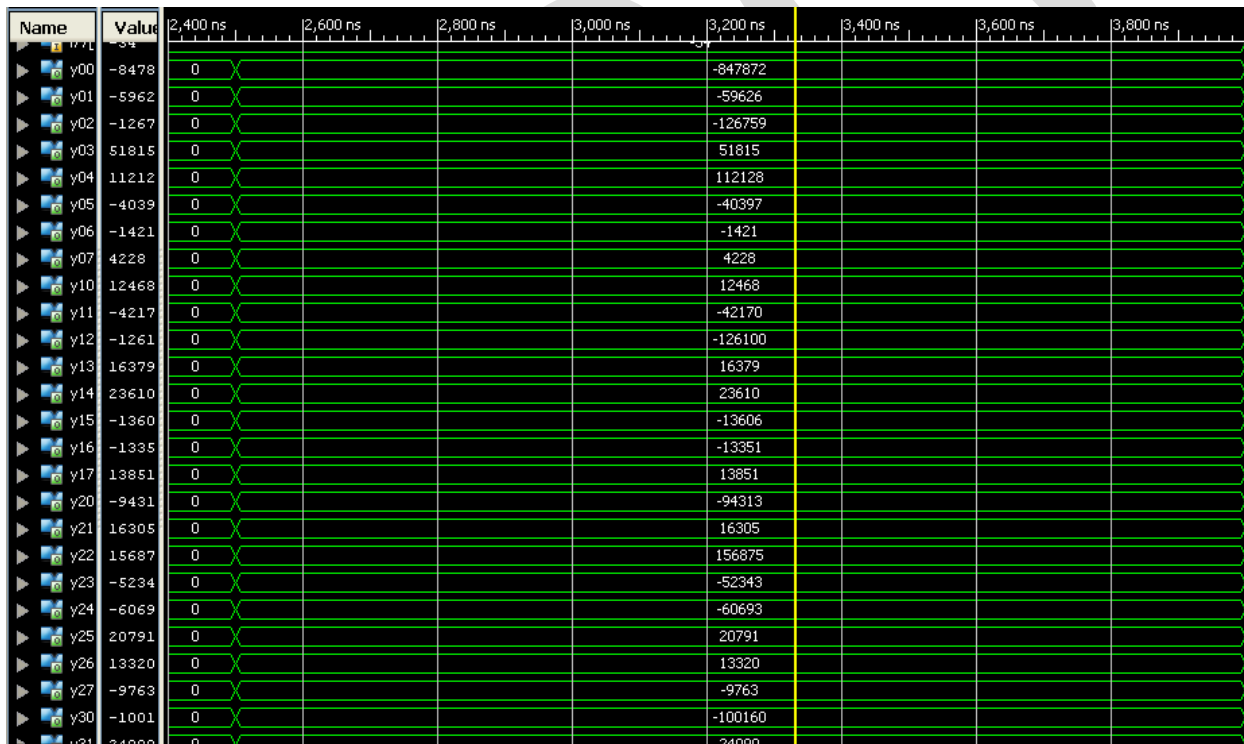 Name Value 2,400 ns 2,600 ns 2,800 ns 3,000 ns 3,200 ns 3,400 ns 3,600 ns 3,800 ns
-34
y00 -8478 0 -847872
y01 -5962 0 -59626
y02 -1267 0 -126759
y03 51815 0 51815
y04 11212 0 112128
y05 -4039 0 -40397
y06 -1421 0 -1421
y07 4228 0 4228
y10 12468 0 12468
y11 -4217 0 -42170
y12 -1261 0 -126100
y13 16379 0 16379
y14 23610 0 23610
y15 -1360 0 -13606
y16 -1335 0 -13351
y17 13851 0 13851
y20 -9431 0 -94313
y21 16305 0 16305
y22 15687 0 156875
y23 -5234 0 -52343
y24 -6069 0 -60693
y25 20791 0 20791
y26 13320 0 13320
y27 -9763 0 -9763
y30 -1001 0 -100160
y31 0